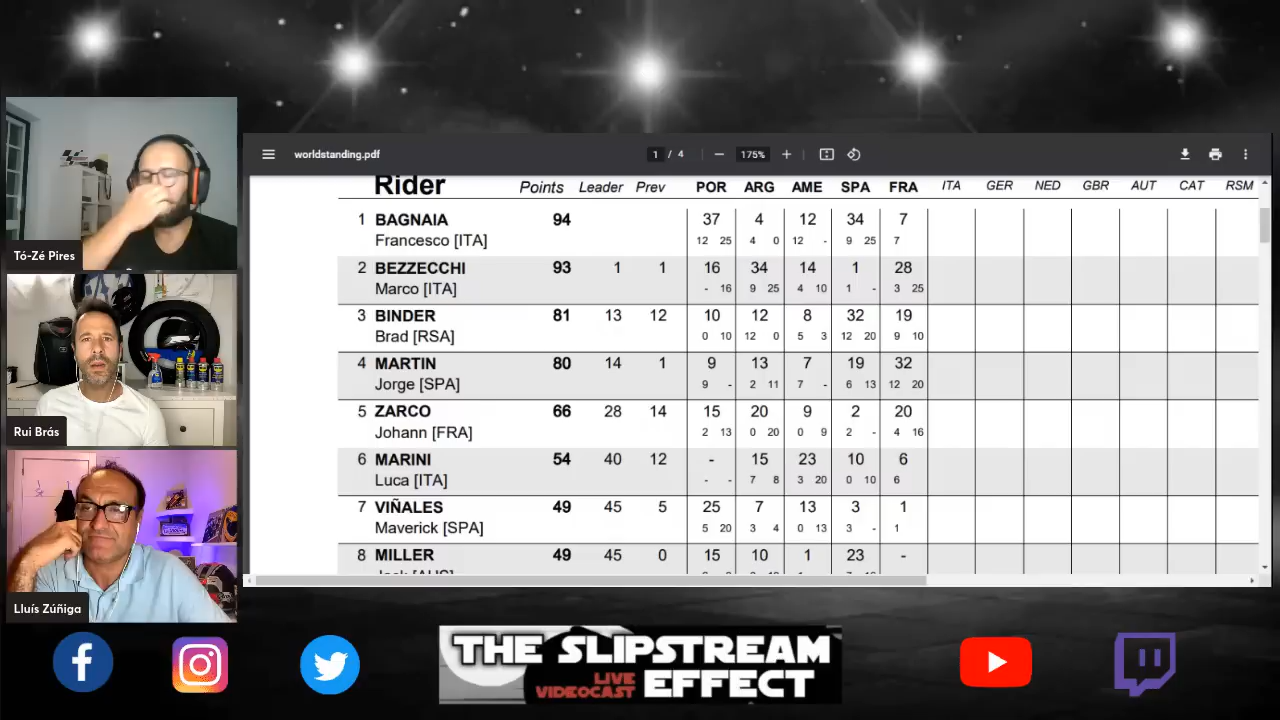 worldstanding.pdf
1 / 4
175%
Rider Points Leader Prev POR ARG AME SPA FRA ITA GER NED GBR AUT CAT RSM
1 BAGNAIA 94 37 4 12 34 7
Francesco [ITA] 12 25 4 0 12 - 9 25 7
2 BEZZECCHI 93 1 1 16 34 14 1 28
Marco [ITA] - 16 9 25 4 10 1 - 3 25
3 BINDER 81 13 12 10 12 8 32 19
Brad [RSA] 0 10 12 0 5 3 12 20 9 10
4 MARTIN 80 14 1 9 13 7 19 32
Jorge [SPA] 9 - 2 11 7 - 6 13 12 20
5 ZARCO 66 28 14 15 20 9 2 20
Johann [FRA] 2 13 0 20 0 9 2 - 4 16
6 MARINI 54 40 12 - 15 23 10 6
Luca [ITA] - - 7 8 3 20 0 10 6
7 VIÑALES 49 45 5 25 7 13 3 1
Maverick [SPA] 5 20 3 4 0 13 3 - 1
8 MILLER 49 45 0 15 10 1 23 -
Tó-Zé Pires
Rui Brás
Lluís Zúñiga
THE SLIPSTREAM
LIVE
VIDEOCAST
EFFECT